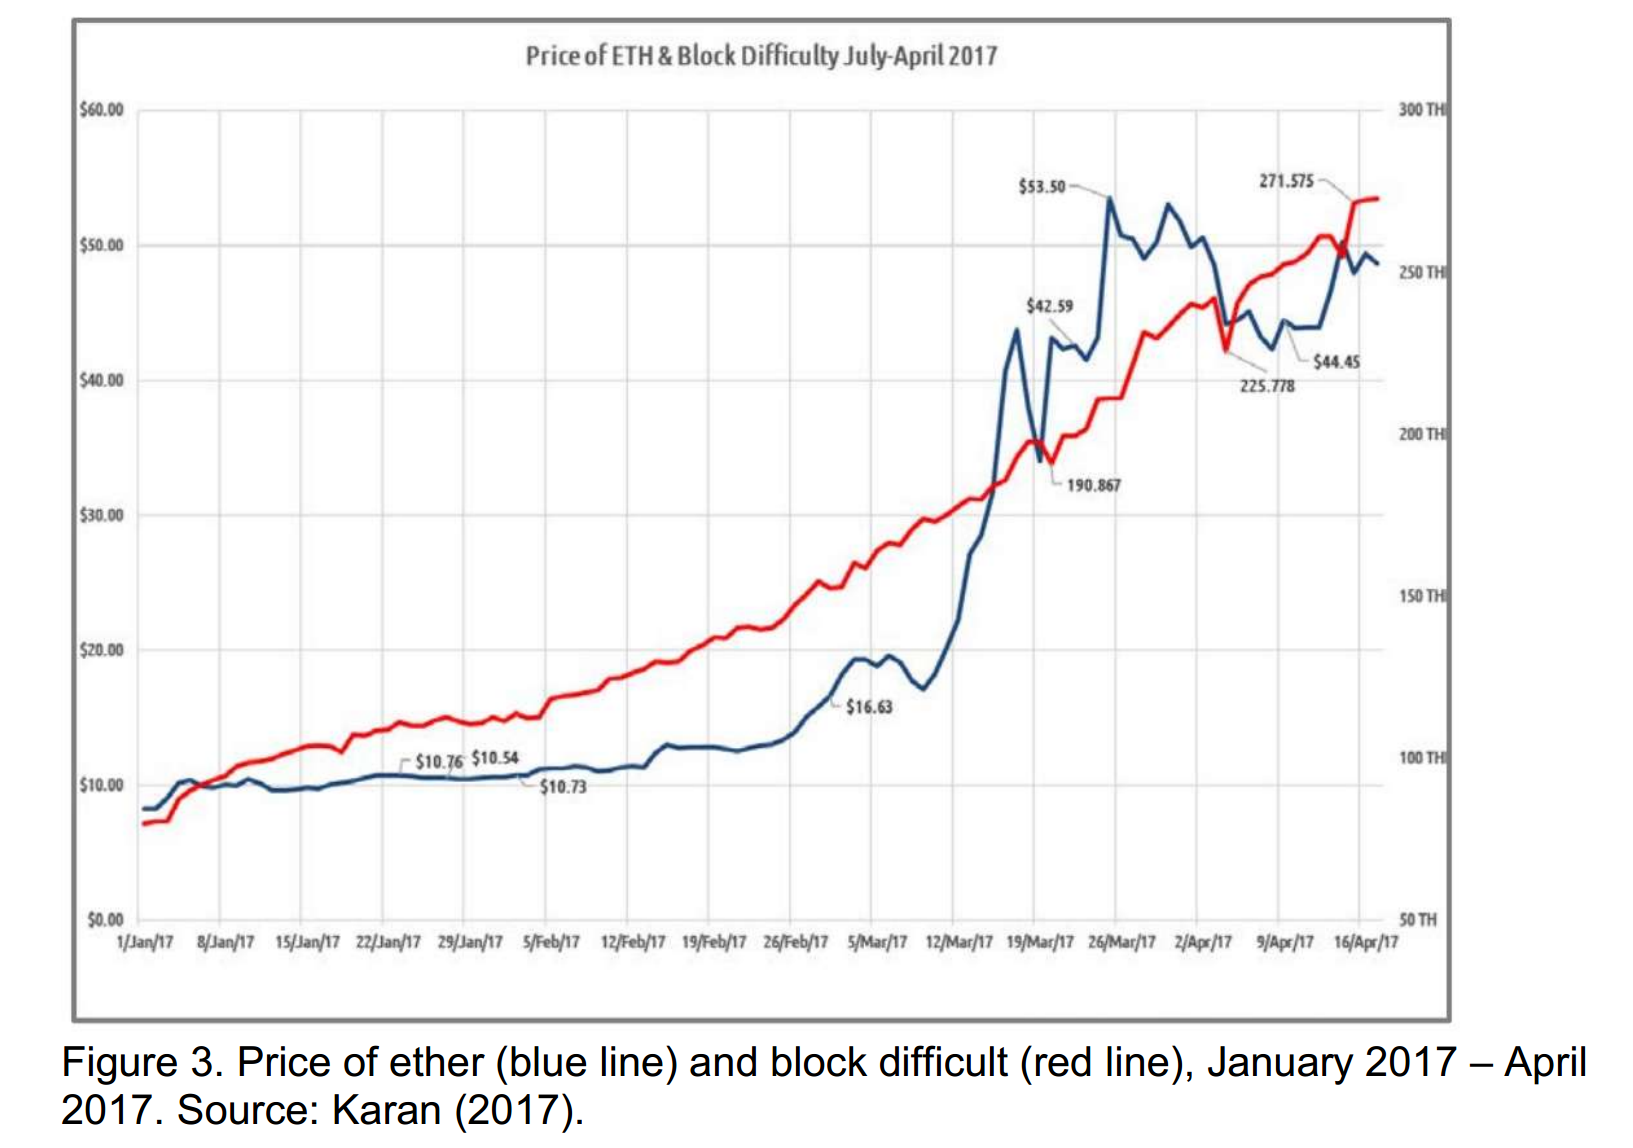 Price of ETH & Block Difficulty July-April 2017
$60.00
300 TH
$53.50
271.575
$50.00
250 TH
$42.59
$44.45
$40.00
225.778
200 TH
190.867
$30.00
150 TH
$20.00
$16.63
$10.76
$10.54
100 TH
$10.00
$10.73
$0.00
50 TH
1/Jan/17 8/Jan/17 15/Jan/17 22/Jan/17 29/Jan/17 5/Feb/17 12/Feb/17 19/Feb/17 26/Feb/17 5/Mar/17 12/Mar/17 19/Mar/17 26/Mar/17 2/Apr/17 9/Apr/17 16/Apr/17
Figure 3. Price of ether (blue line) and block difficult (red line), January 2017 – April
2017. Source: Karan (2017).